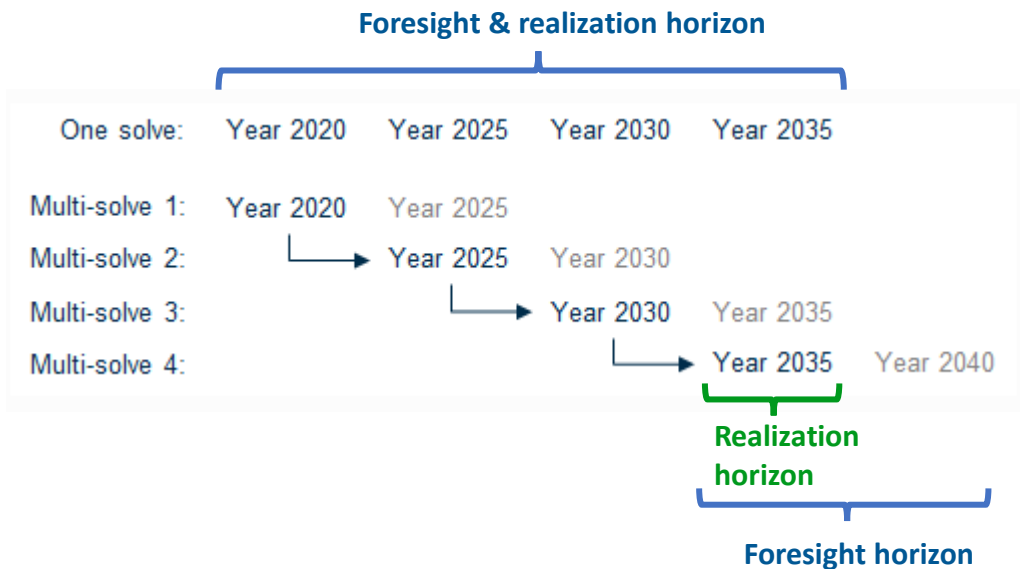 Foresight & realization horizon
One solve: Year 2020 Year 2025 Year 2030 Year 2035
Multi-solve 1: Year 2020 Year 2025
Multi-solve 2: Year 2025 Year 2030
Multi-solve 3: Year 2030 Year 2035
Multi-solve 4: Year 2035 Year 2040
Realization
horizon
Foresight horizon